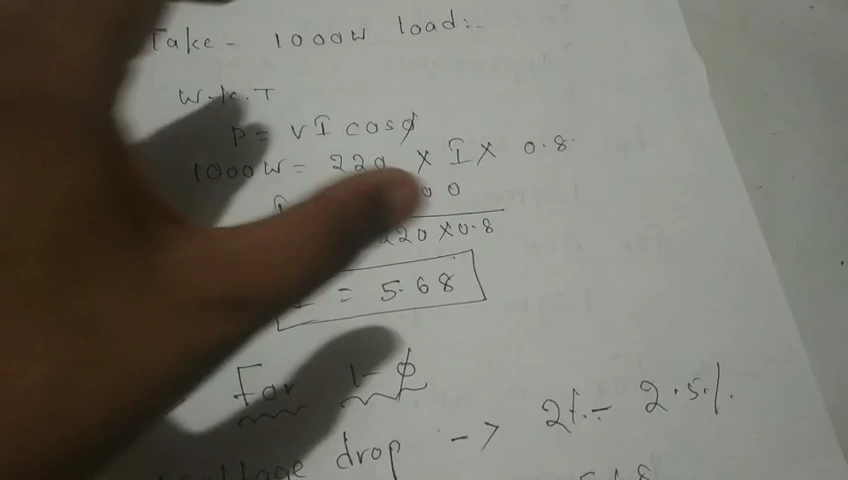 Take - 1000W load:-
W.K.T
P = VI cosϕ
1000W = 220 × I × 0.8
I 00
220 × 0.8
= 5.68
For 1-ϕ
drop -> 2% - 2.5%